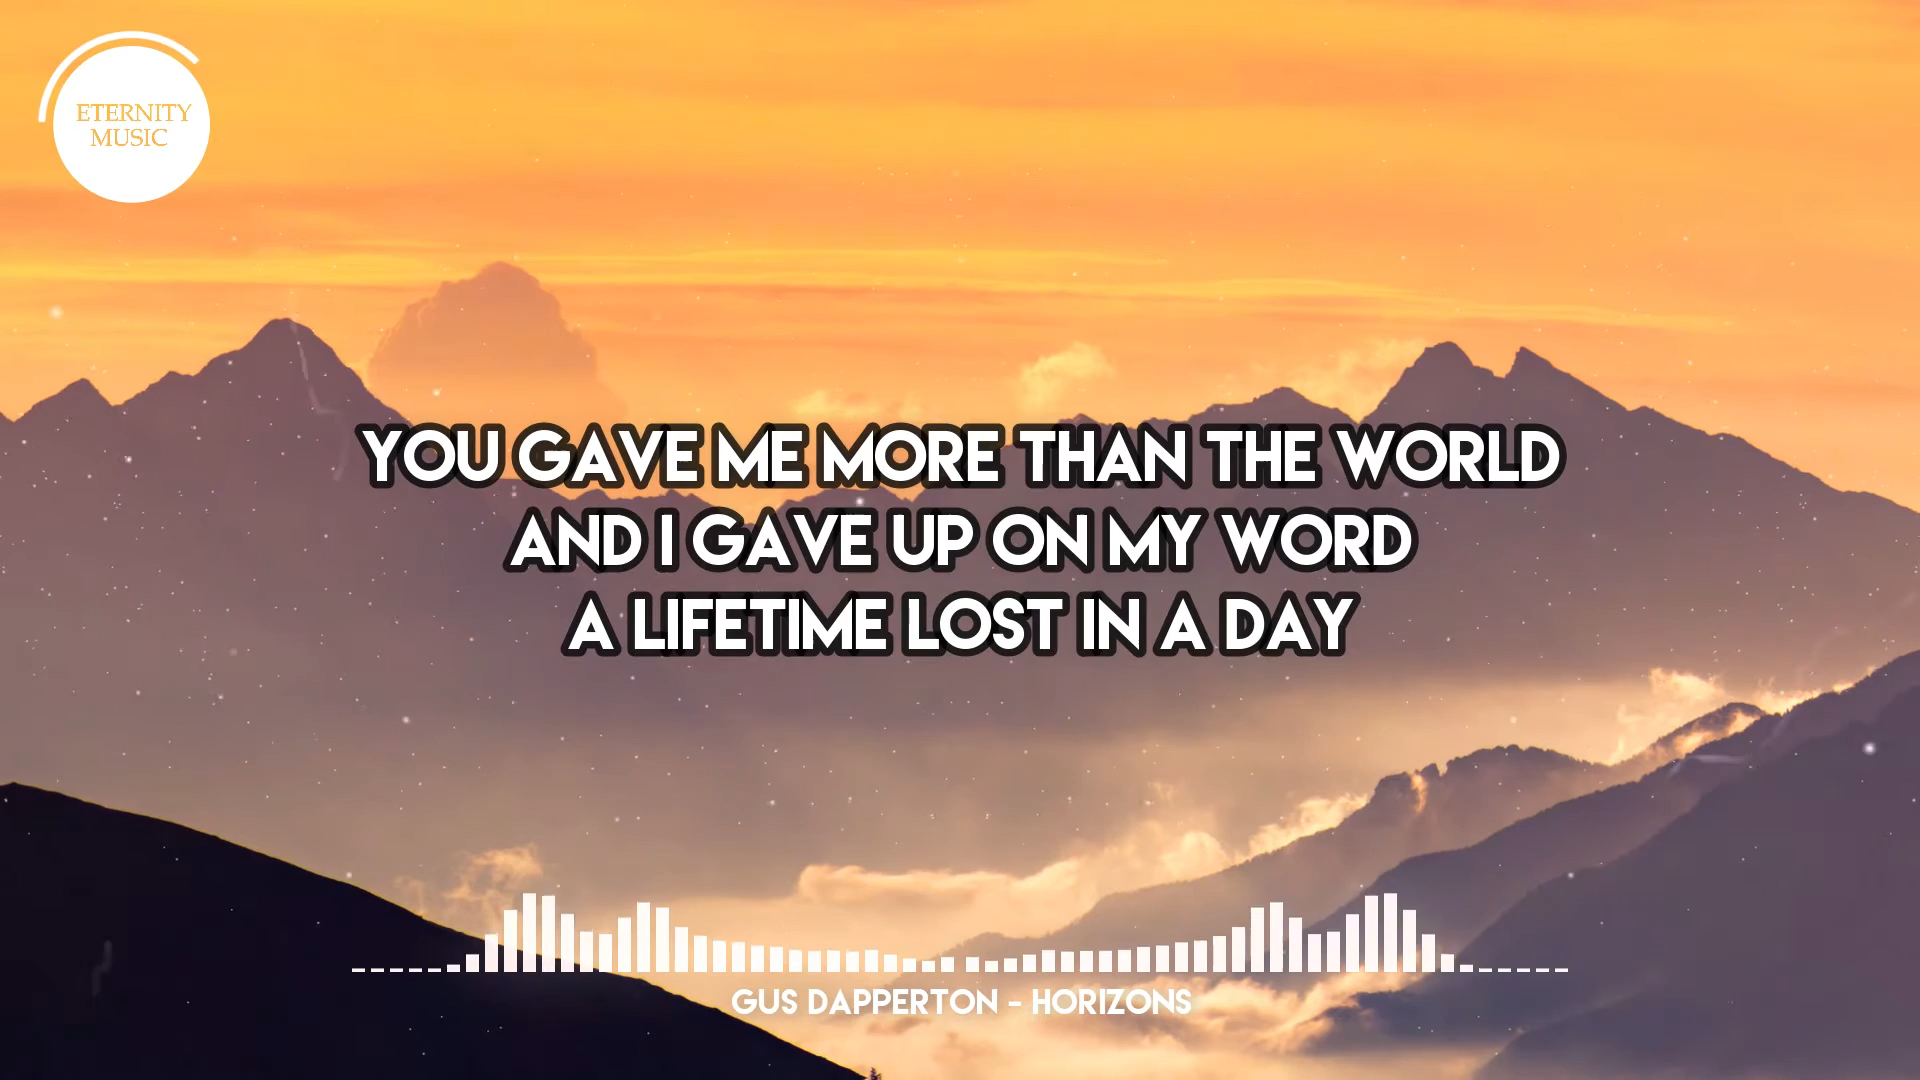 ETERNITY
MUSIC
YOU GAVE ME MORE THAN THE WORLD
AND I GAVE UP ON MY WORD
A LIFETIME LOST IN A DAY
GUS DAPPERTON - HORIZONS